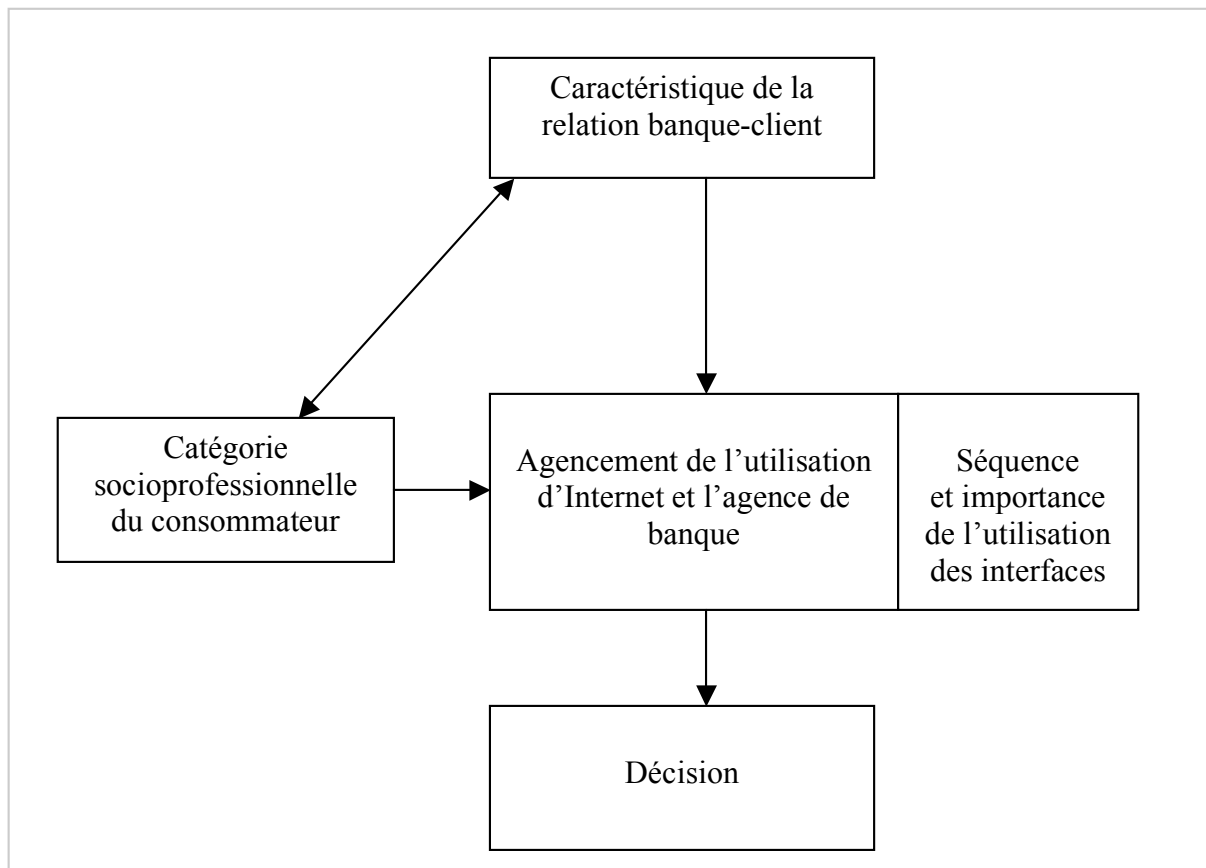 Caractéristique de la
relation banque-client
Catégorie
socioprofessionnelle
du consommateur
Agencement de l’utilisation
d’Internet et l’agence de
banque
Séquence
et importance
de l’utilisation
des interfaces
Décision